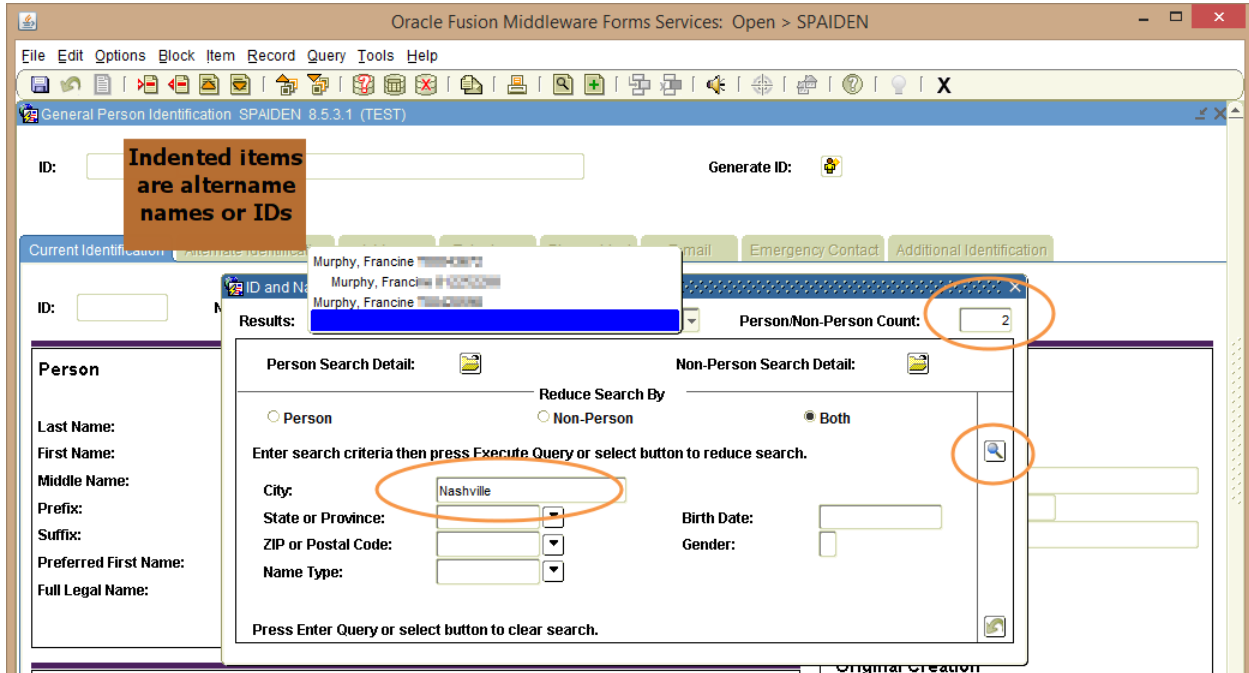 Oracle Fusion Middleware Forms Services: Open > SPAIDEN
File Edit Options Block Item Record Query Tools Help
X
General Person Identification SPAIDEN 8.5.3.1 (TEST)
Indented items
are altername
names or IDs
ID:
Generate ID:
Current Identification Alternate Identification Emergency Contact Additional Identification
Murphy, Francine
Murphy, Francine
Murphy, Francine
ID and
ID:
Results:
Person/Non-Person Count: 2
Person Search Detail: Non-Person Search Detail:
Reduce Search By
Person Non-Person Both
Enter search criteria then press Execute Query or select button to reduce search.
City: Nashville
State or Province: Birth Date:
ZIP or Postal Code: Gender:
Name Type:
Press Enter Query or select button to clear search.
Person
Last Name:
First Name:
Middle Name:
Prefix:
Suffix:
Preferred First Name:
Full Legal Name:
Original Creation